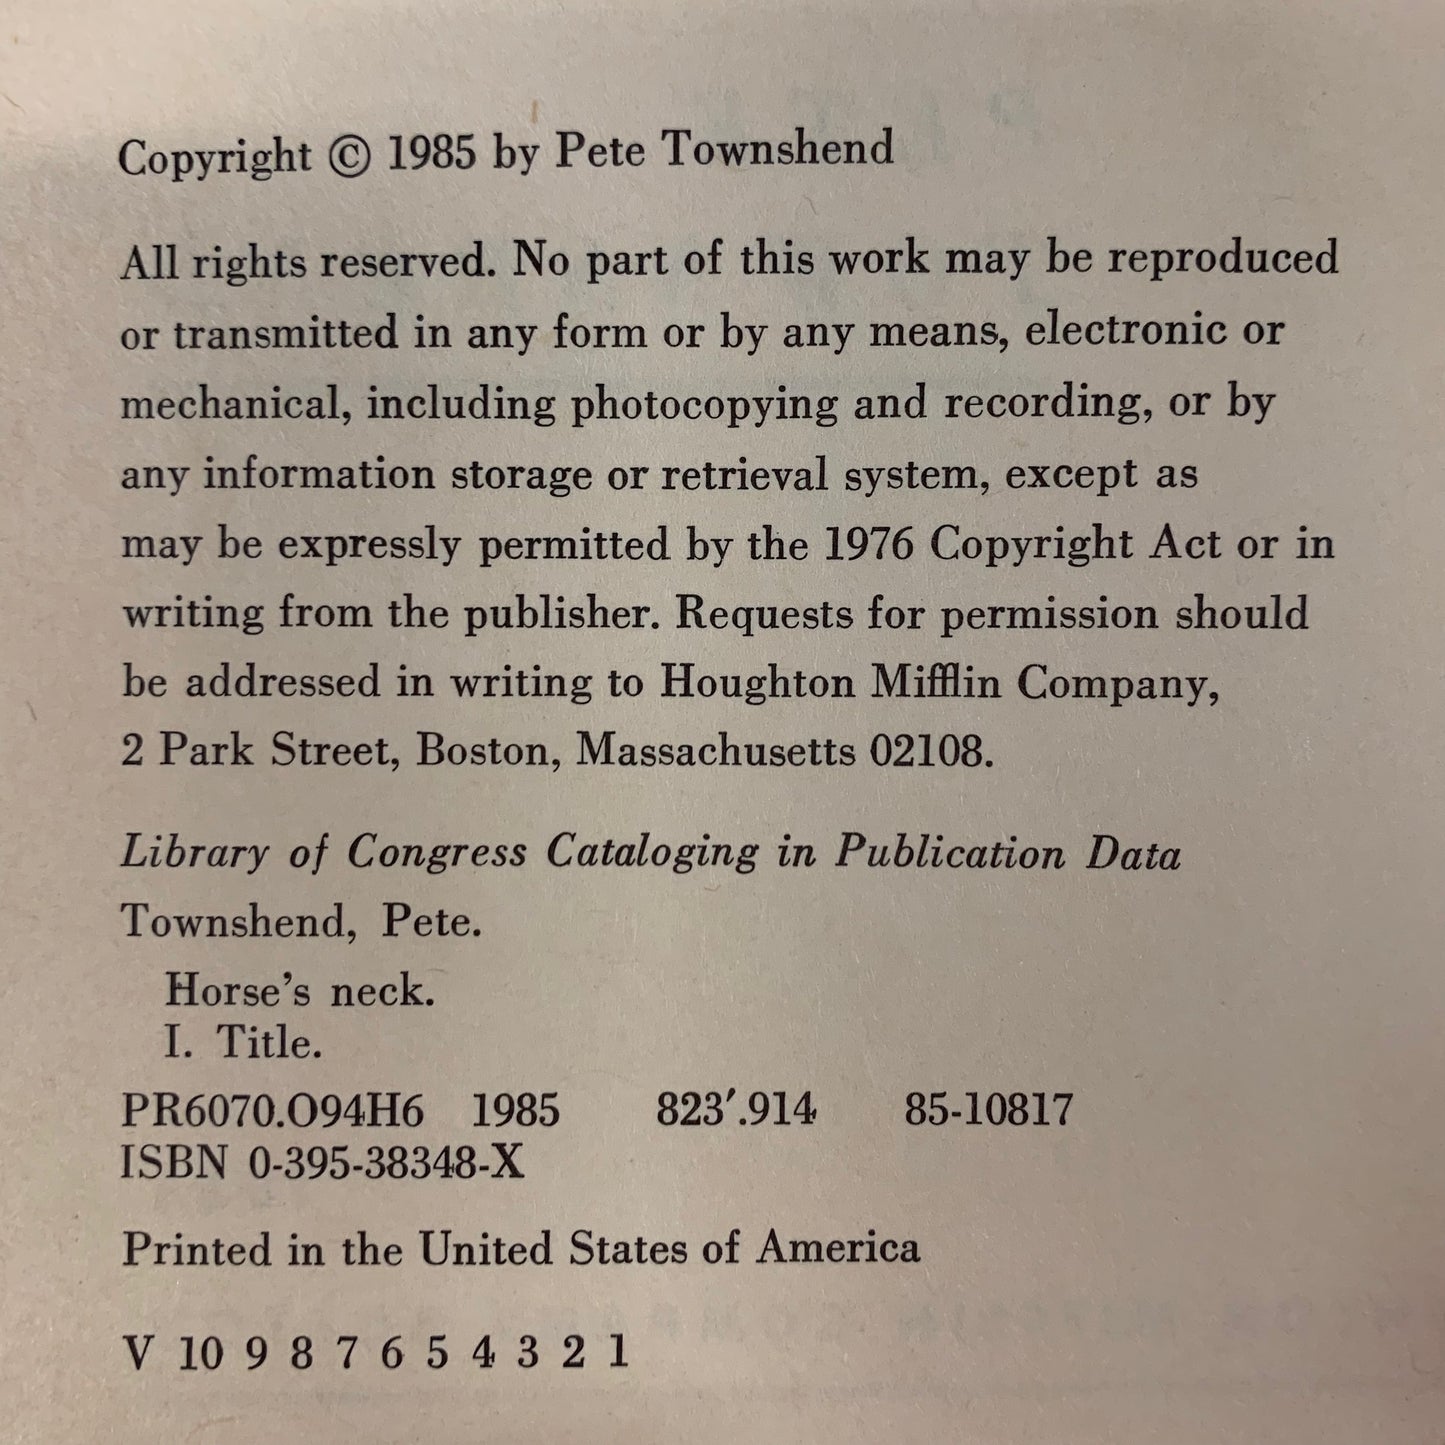 Copyright © 1985 by Pete Townshend
All rights reserved. No part of this work may be reproduced
or transmitted in any form or by any means, electronic or
mechanical, including photocopying and recording, or by
any information storage or retrieval system, except as
may be expressly permitted by the 1976 Copyright Act or in
writing from the publisher. Requests for permission should
be addressed in writing to Houghton Mifflin Company,
2 Park Street, Boston, Massachusetts 02108.
Library of Congress Cataloging in Publication Data
Townshend, Pete.
Horse’s neck.
I. Title.
PR6070.O94H6 1985 823′.914 85-10817
ISBN 0-395-38348-X
Printed in the United States of America
V 10 9 8 7 6 5 4 3 2 1